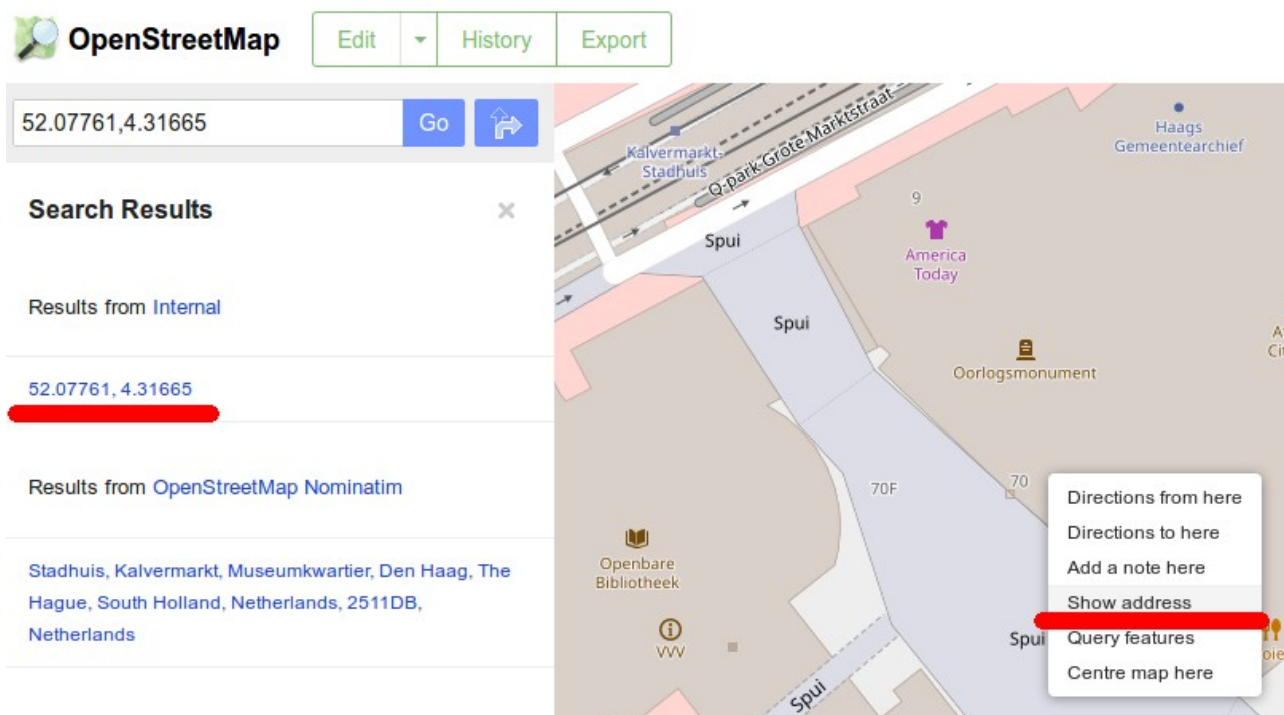 OpenStreetMap
Edit
History
Export
52.07761,4.31665
Go
Search Results
×
Results from Internal
52.07761, 4.31665
Results from OpenStreetMap Nominatim
Stadhuis, Kalvermarkt, Museumkwartier, Den Haag, The
Hague, South Holland, Netherlands, 2511DB,
Netherlands
Kalvermarkt-
Stadhuis
Q-park Grote Marktstraat
Haags
Gemeentearchief
9
America
Today
Spui
Spui
Oorlogsmonument
70F
70
Openbare
Bibliotheek
VVV
Spui
Spui
Directions from here
Directions to here
Add a note here
Show address
Query features
Centre map here